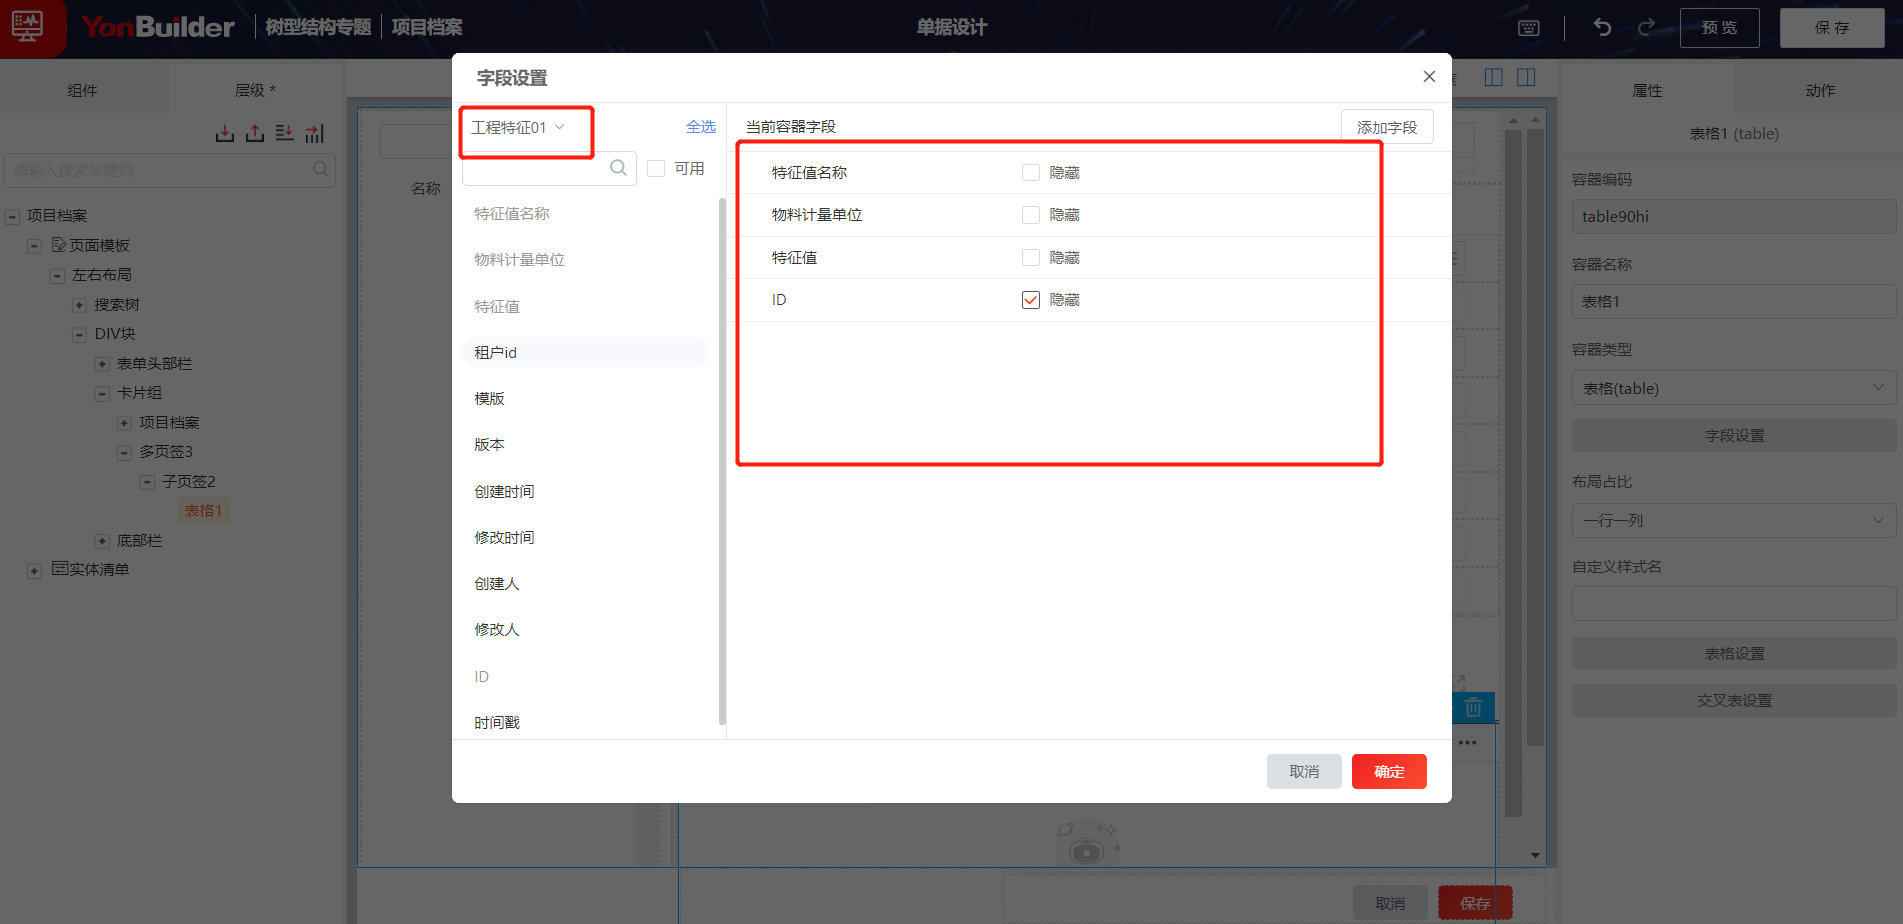 YonBuilder 树型结构专题 项目档案
单据设计
预 览
保 存
组件
层级 *
请输入搜索关键词
项目档案
页面模板
左右布局
搜索树
DIV块
表单头部栏
卡片组
项目档案
多页签3
子页签2
表格1
底部栏
实体清单
名称
字段设置
工程特征01
全选
可用
特征值名称
物料计量单位
特征值
租户id
模版
版本
创建时间
修改时间
创建人
修改人
ID
时间戳
当前容器字段
添加字段
特征值名称 隐藏
物料计量单位 隐藏
特征值 隐藏
ID 隐藏
取消
确定
取消
保存
属性
动作
表格1 (table)
容器编码
table90hi
容器名称
表格1
容器类型
表格(table)
字段设置
布局占比
一行一列
自定义样式名
表格设置
交叉表设置